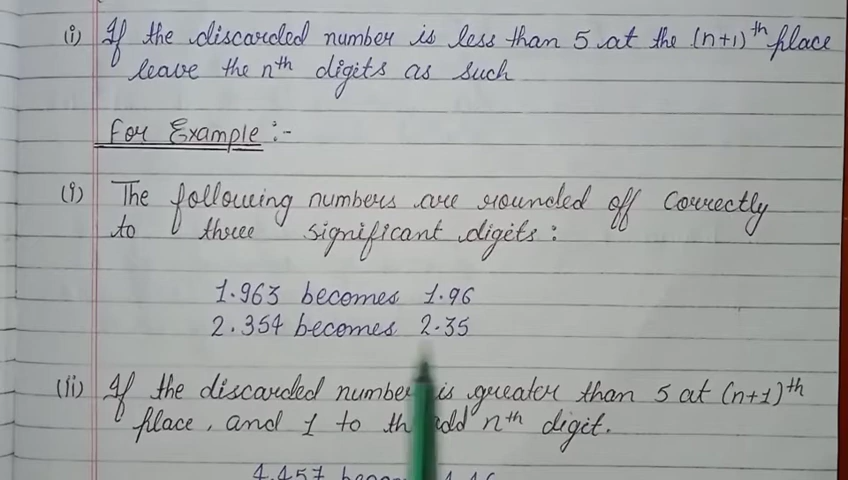 (i) If the discarded number is less than 5 at the (n+1)th place
leave the nth digits as such
For Example :-
(i) The following numbers are rounded off correctly
to three significant digits :
1.963 becomes 1.96
2.354 becomes 2.35
(ii) If the discarded number is greater than 5 at (n+1)th
place, and 1 to add nth digit.
4.457